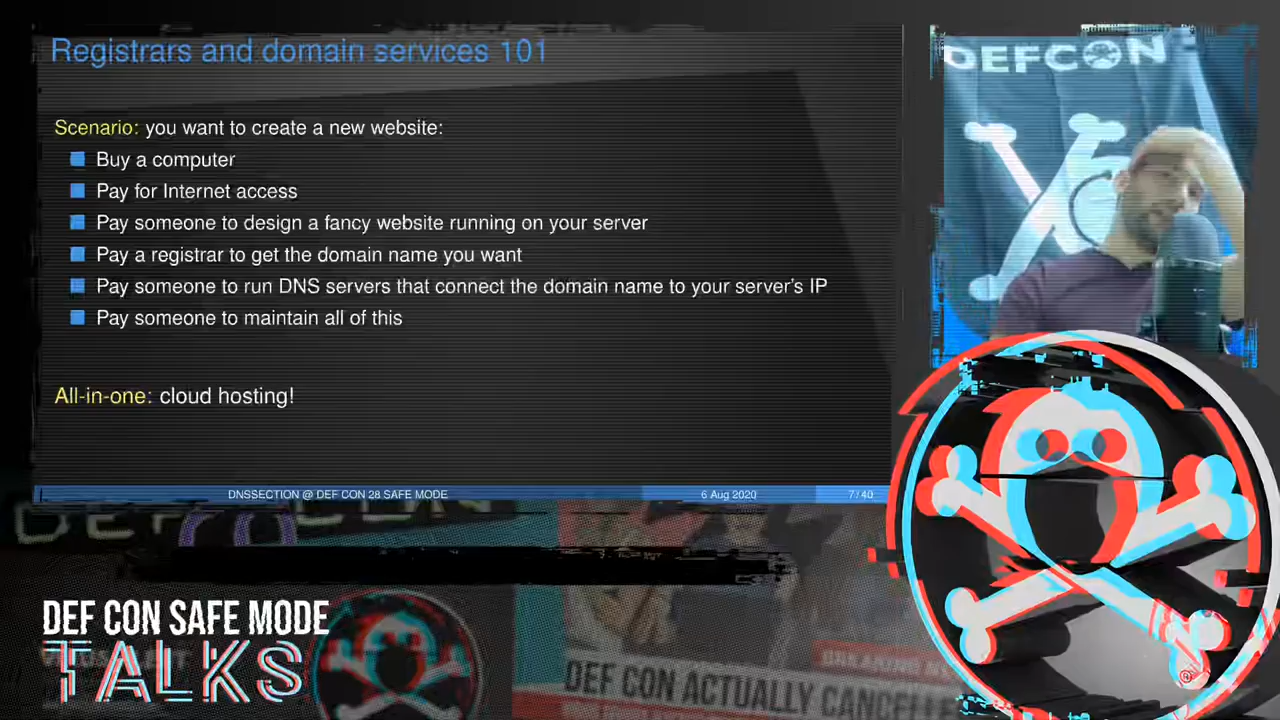 Registrars and domain services 101
Scenario: you want to create a new website:
Buy a computer
Pay for Internet access
Pay someone to design a fancy website running on your server
Pay a registrar to get the domain name you want
Pay someone to run DNS servers that connect the domain name to your server's IP
Pay someone to maintain all of this
All-in-one: cloud hosting!
DNSSECTION @ DEF CON 28 SAFE MODE
6 Aug 2020
7/40
DEFCON
DEF CON
DEF CON SAFE MODE
TALKS
BREAKING
DEF CON ACTUALLY
®